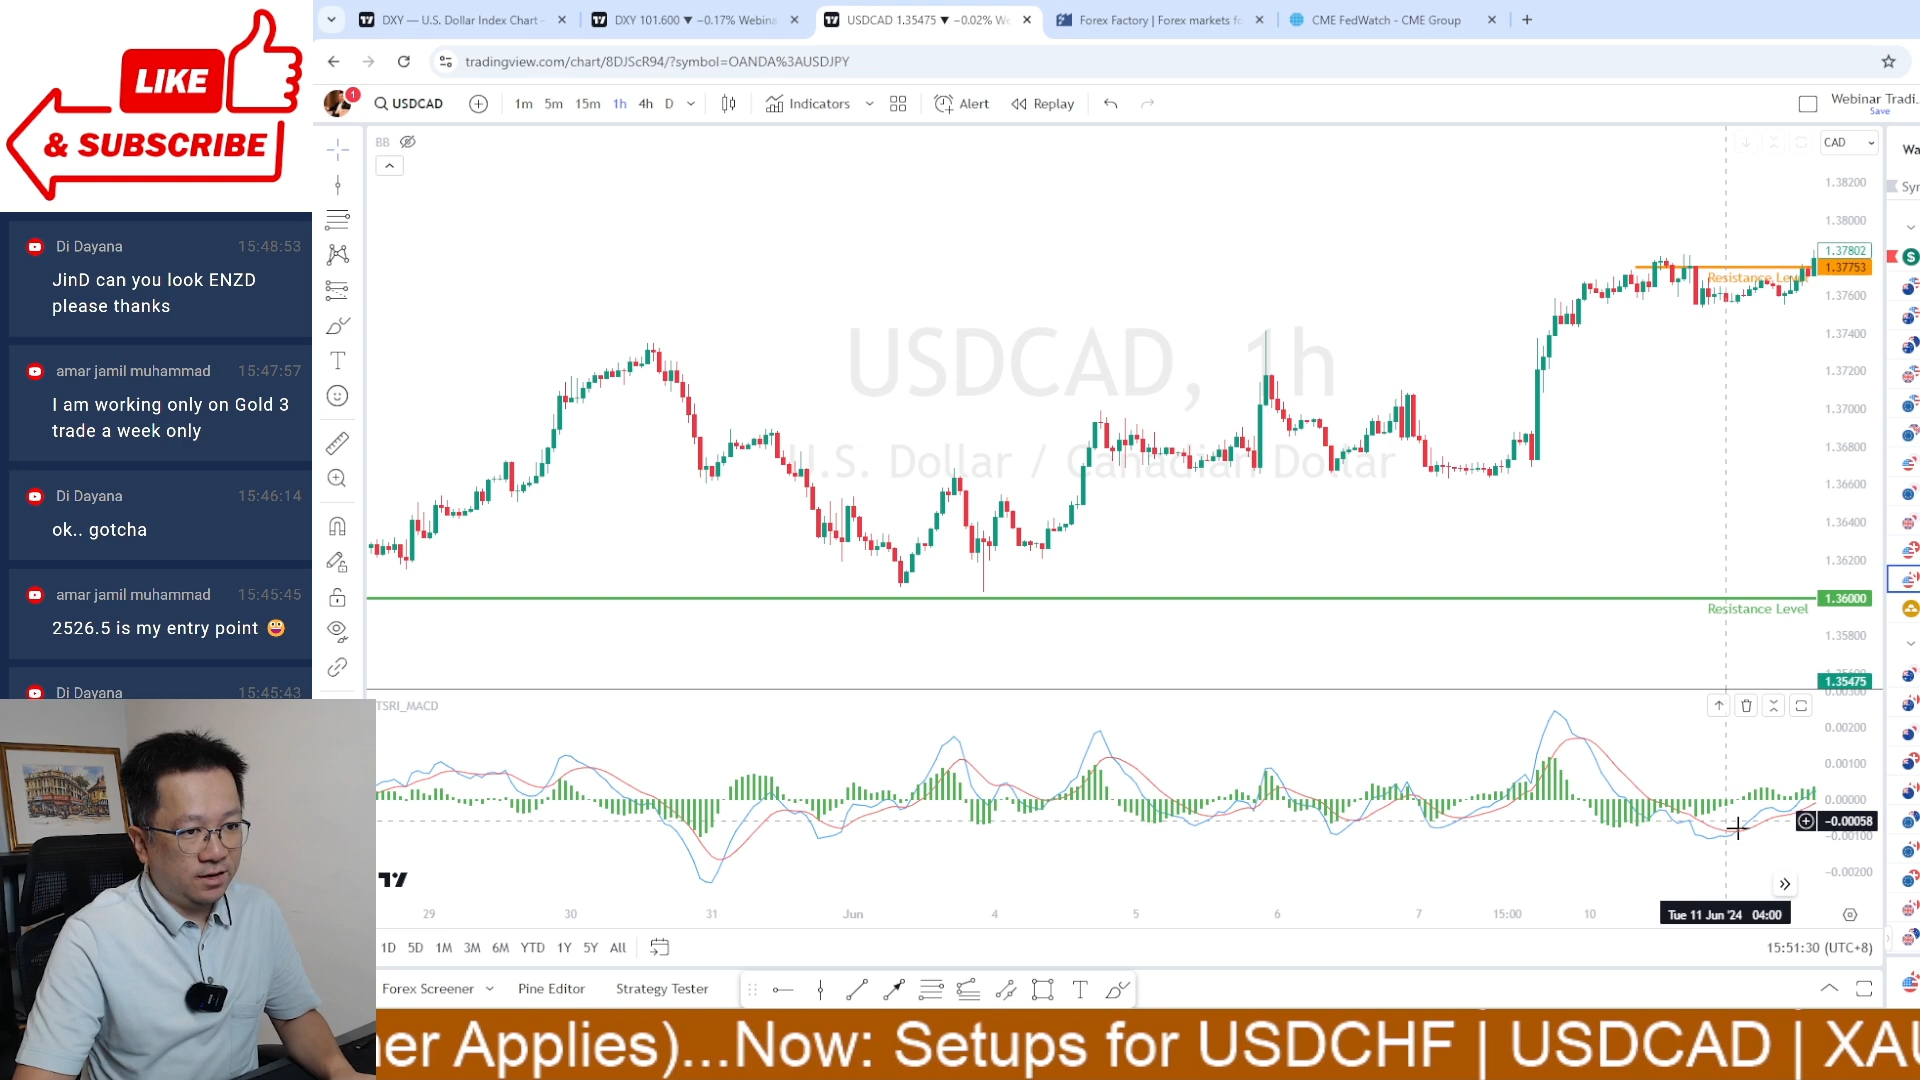 LIKE
& SUBSCRIBE
Di Dayana 15:48:53
JinD can you look ENZD
please thanks
amar jamil muhammad 15:47:57
I am working only on Gold 3
trade a week only
Di Dayana 15:46:14
ok.. gotcha
amar jamil muhammad 15:45:45
2526.5 is my entry point
Di Dayana 15:45:43
DXY — U.S. Dollar Index Chart -
DXY 101.600 ▼ −0.17% Webina
USDCAD 1.35475 ▼ −0.02% We
Forex Factory | Forex markets fo
CME FedWatch - CME Group
tradingview.com/chart/8DJScR94/?symbol=OANDA%3AUSDJPY
1
USDCAD
1m 5m 15m 1h 4h D
Indicators
Alert
Replay
Webinar Tradi...
Save
BB
CAD
Wa
Syr
USDCAD, 1h
U.S. Dollar / Canadian Dollar
1.38200
1.38000
1.37802
1.37753
Resistance Level
1.37600
1.37400
1.37200
1.37000
1.36800
1.36600
1.36400
1.36200
1.36000
Resistance Level
1.35800
1.35475
TSRI_MACD
0.00200
0.00100
0.00000
−0.00058
−0.00100
−0.00200
29 30 31 Jun 4 5 6 7 15:00 10
Tue 11 Jun '24 04:00
1D 5D 1M 3M 6M YTD 1Y 5Y All
15:51:30 (UTC+8)
Forex Screener
Pine Editor
Strategy Tester
er Applies)...Now: Setups for USDCHF | USDCAD | XAU